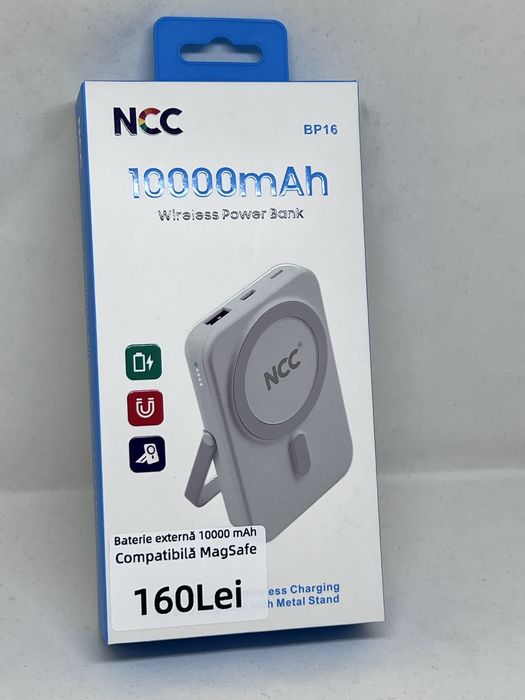 NCC
BP16
10000mAh
Wireless Power Bank
NCC
Baterie externă 10000 mAh
Compatibilă MagSafe
160Lei
ess Charging
h Metal Stand